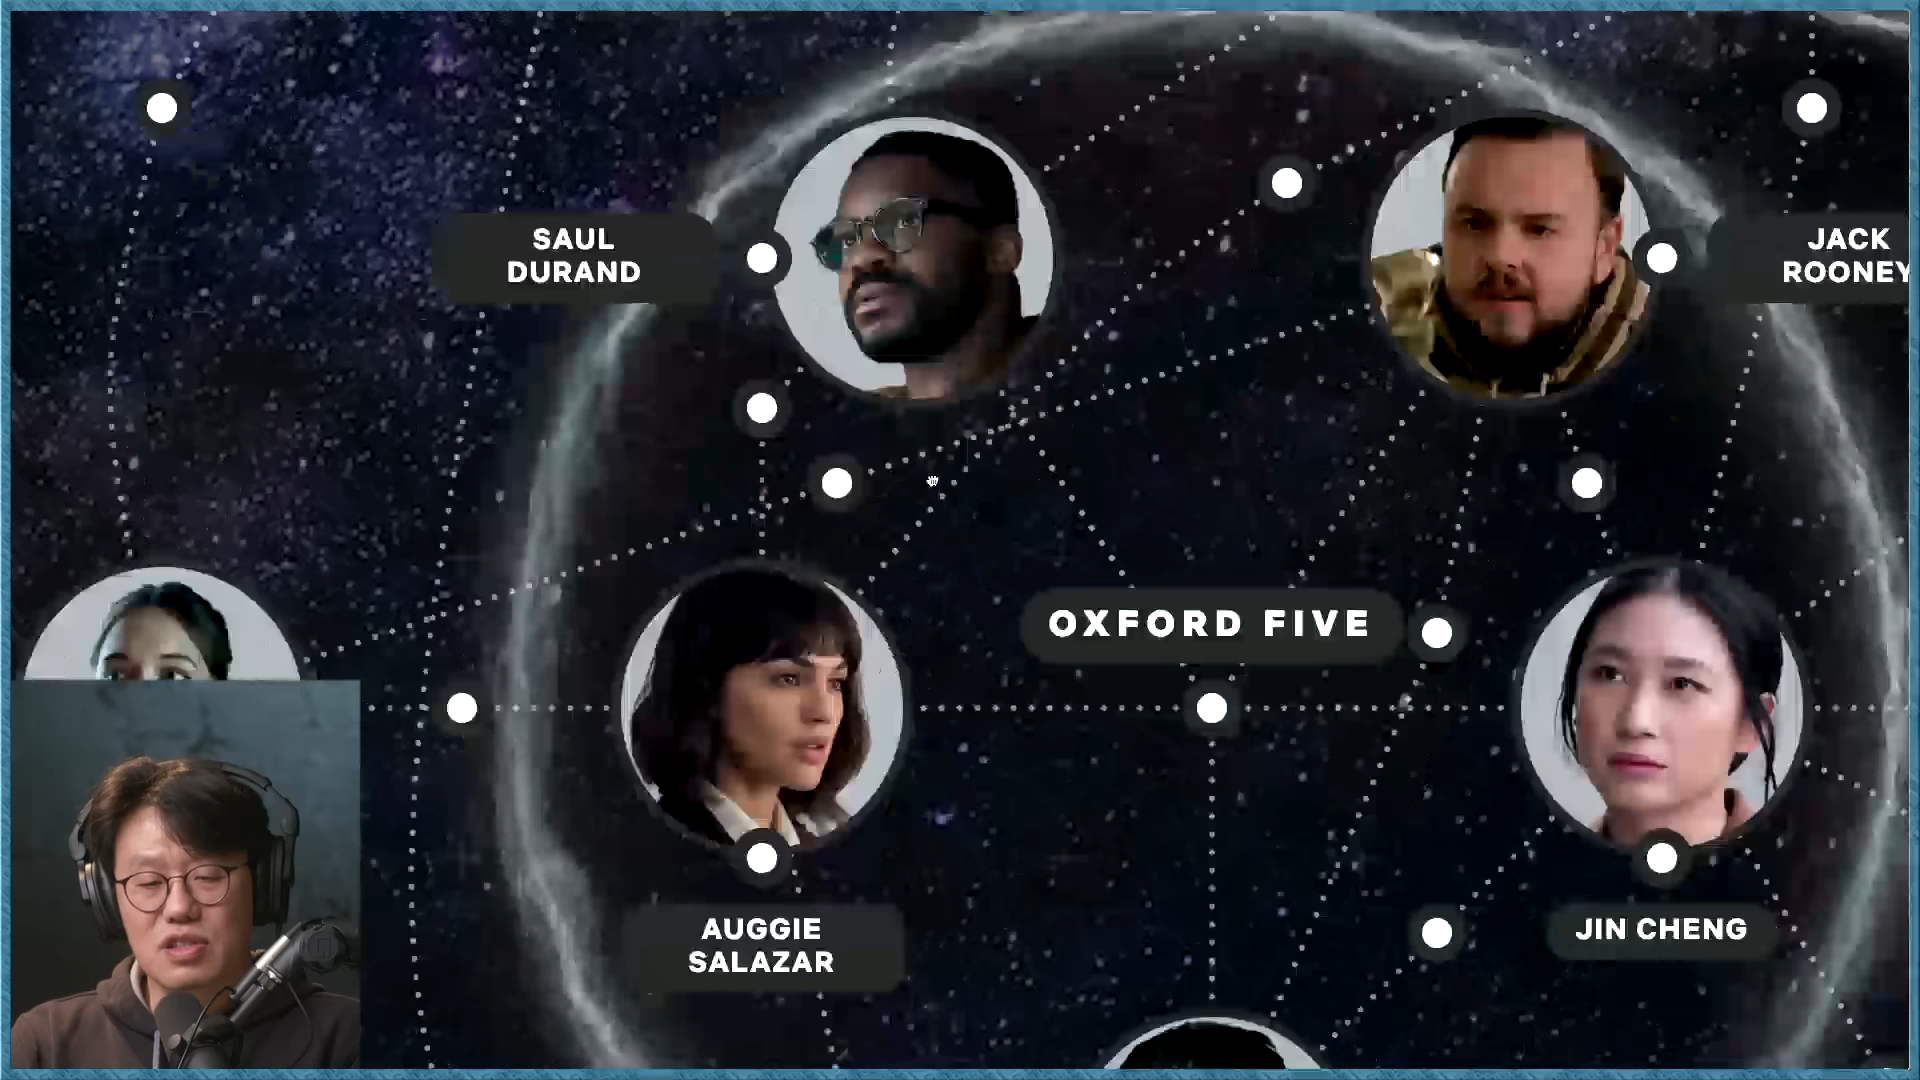 SAUL
DURAND
JACK
ROONEY
OXFORD FIVE
AUGGIE
SALAZAR
JIN CHENG